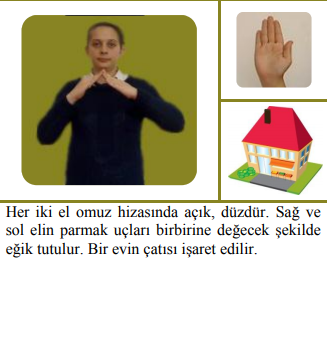 Her iki el omuz hizasında açık, düzdür. Sağ ve
sol elin parmak uçları birbirine değecek şekilde
eğik tutulur. Bir evin çatısı işaret edilir.